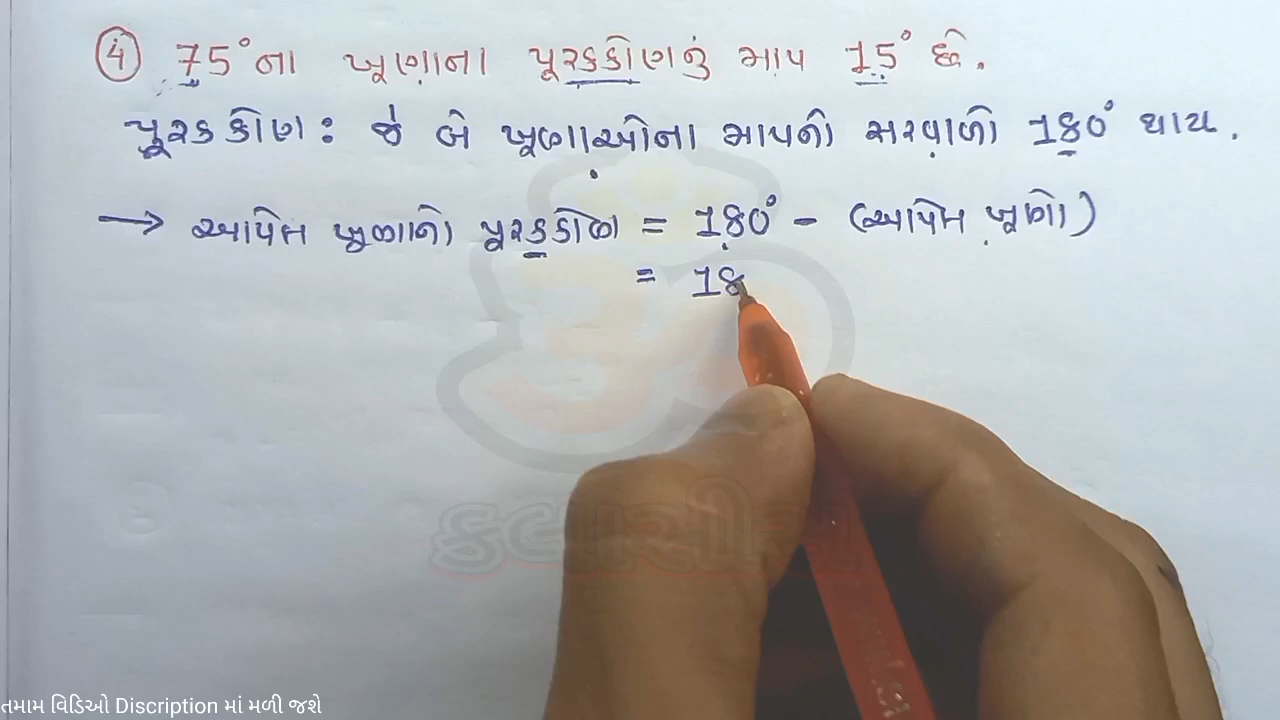 ④ 75° ના ખૂણાના પૂરકકોણનું માપ 15° છે.
પૂરકકોણ : જે બે ખૂણાઓના માપનો સરવાળો 180° થાય.
→ આપેલ ખૂણાનો પૂરકકોણ = 180° - (આપેલ ખૂણો)
= 18
તમામ વિડિઓ Discription માં મળી જશે